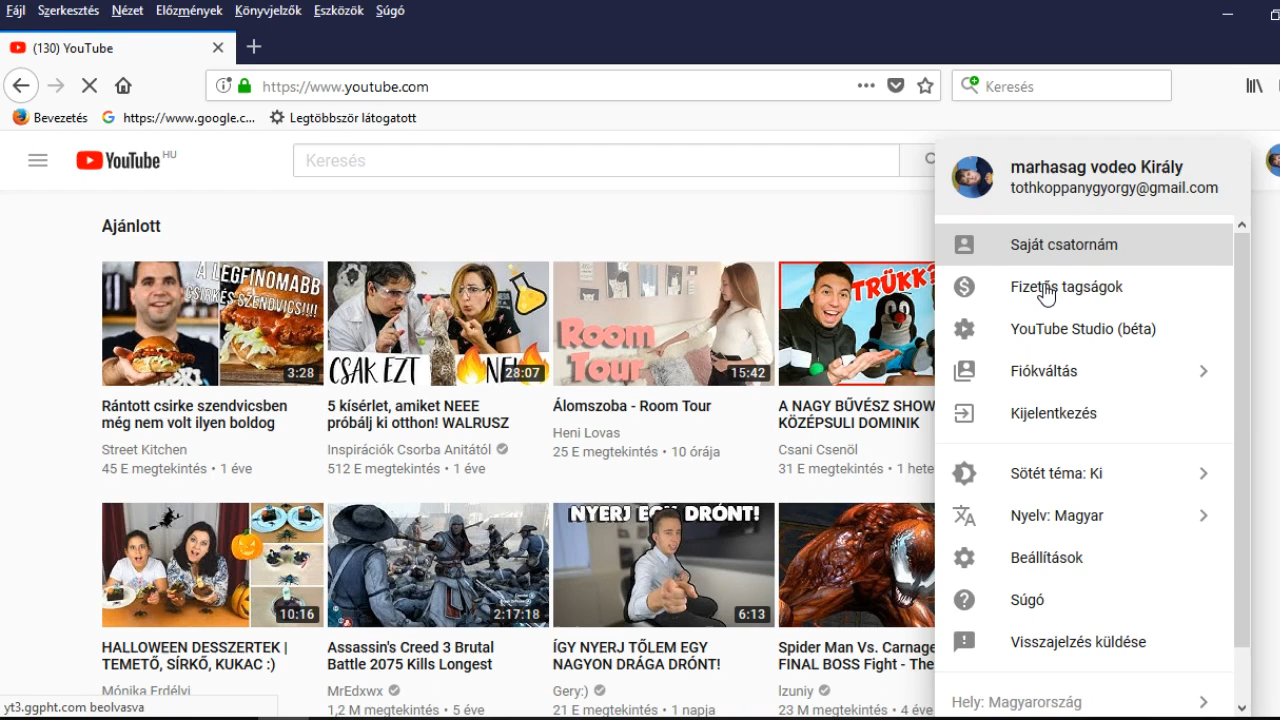 Fájl Szerkesztés Nézet Előzmények Könyvjelzők Eszközök Súgó
(130) YouTube
https://www.youtube.com
Keresés
Bevezetés
https://www.google.c...
Legtöbbször látogatott
YouTube HU
Keresés
marhasag vodeo Király
tothkoppanygyorgy@gmail.com
Saját csatornám
Fizetős tagságok
YouTube Studio (béta)
Fiókváltás
Kijelentkezés
Sötét téma: Ki
Nyelv: Magyar
Beállítások
Súgó
Visszajelzés küldése
Hely: Magyarország
Ajánlott
A LEGFINOMABB
CSIRKÉS SZENDVICS!!!!
3:28
Rántott csirke szendvicsben
még nem volt ilyen boldog
Street Kitchen
45 E megtekintés • 1 éve
CSAK EZT NE!
28:07
5 kísérlet, amiket NEEE
próbálj ki otthon! WALRUSZ
Inspirációk Csorba Anitától
512 E megtekintés • 1 éve
Room
Tour
15:42
Álomszoba - Room Tour
Heni Lovas
25 E megtekintés • 10 órája
TRÜKK?
A NAGY BŰVÉSZ SHOW
KÖZÉPSULI DOMINIK
Csani Csenöl
31 E megtekintés • 1 hete
10:16
HALLOWEEN DESSZERTEK |
TEMETŐ, SÍRKŐ, KUKAC :)
Mónika Erdélyi
2:17:18
Assassin's Creed 3 Brutal
Battle 2075 Kills Longest
MrEdxwx
1,2 M megtekintés • 5 éve
NYERJ EGY DRÓNT!
6:13
ÍGY NYERJ TŐLEM EGY
NAGYON DRÁGA DRÓNT!
Gery:)
21 E megtekintés • 1 napja
Spider Man Vs. Carnage
FINAL BOSS Fight - The
Izuniy
23 M megtekintés • 4 éve
yt3.ggpht.com beolvasva